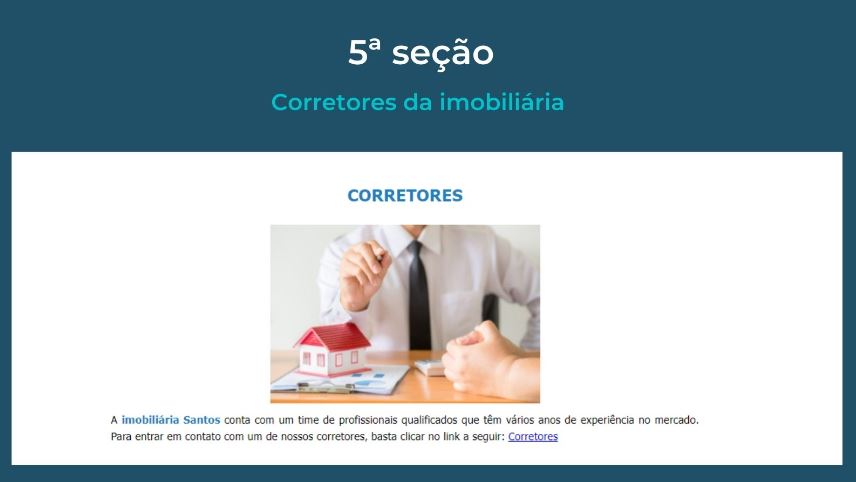 5ª seção
Corretores da imobiliária
CORRETORES
A imobiliária Santos conta com um time de profissionais qualificados que têm vários anos de experiência no mercado.
Para entrar em contato com um de nossos corretores, basta clicar no link a seguir: Corretores